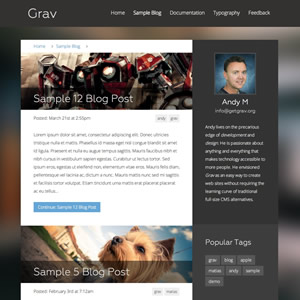 Grav
Home Sample Blog Documentation Typography Feedback
Home > Sample Blog >
Sample 12 Blog Post
Posted: March 21st at 2:55pm
andy grav
Lorem ipsum dolor sit amet, consectetur adipiscing elit. Donec ultricies
tristique nulla et mattis. Phasellus id massa eget nisl congue blandit sit amet
id ligula. Praesent et nulla eu augue tempus sagittis. Mauris faucibus nibh et
nibh cursus in vestibulum sapien egestas. Curabitur ut lectus tortor. Sed
ipsum eros, egestas ut eleifend non, elementum vitae eros. Mauris felis diam,
pellentesque vel lacinia ac, dictum a nunc. Mauris mattis nunc sed mi sagittis
et facilisis tortor volutpat. Etiam tincidunt urna mattis erat placerat placerat
ac eu tellus...
Continue: Sample 12 Blog Post
Andy M
info@getgrav.org
Andy lives on the precarious
edge of development and
design. He is passionate about
anything and everything that
makes technology accessible to
more people. He envisioned
Grav as an easy way to create
web sites without requiring the
learning curve of traditional
full-size CMS alternatives.
Popular Tags
grav blog apple
matias andy sample
demo
Sample 5 Blog Post
Posted: February 3rd at 7:12am
grav matias